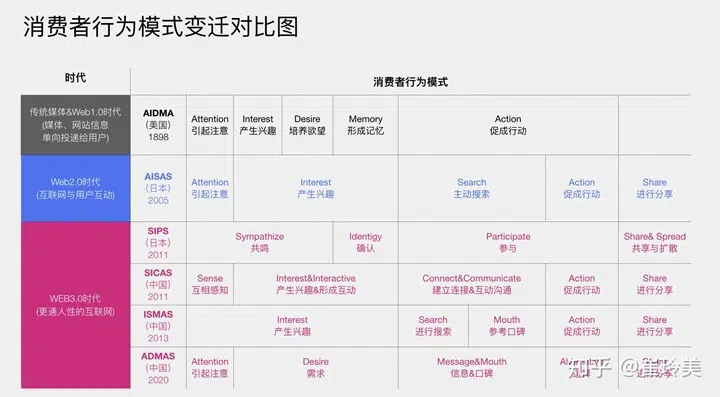 消费者行为模式变迁对比图
时代
消费者行为模式
传统媒体&Web1.0时代
(媒体、网站信息
单向投递给用户)
AIDMA
(美国)
1898
Attention
引起注意
Interest
产生兴趣
Desire
培养欲望
Memory
形成记忆
Action
促成行动
Web2.0时代
(互联网与用户互动)
AISAS
(日本)
2005
Attention
引起注意
Interest
产生兴趣
Search
主动搜索
Action
促成行动
Share
进行分享
WEB3.0时代
(更通人性的互联网)
SIPS
(日本)
2011
Sympathize
共鸣
Identigy
确认
Participate
参与
Share& Spread
共享与扩散
SICAS
(中国)
2011
Sense
互相感知
Interest&Interactive
产生兴趣&形成互动
Connect&Communicate
建立连接&互动沟通
Action
促成行动
Share
进行分享
ISMAS
(中国)
2013
Interest
产生兴趣
Search
进行搜索
Mouth
参考口碑
Action
促成行动
Share
进行分享
ADMAS
(中国)
2020
Attention
引起注意
Desire
需求
Message&Mouth
信息&口碑
进行分享
知乎 @崔玲美